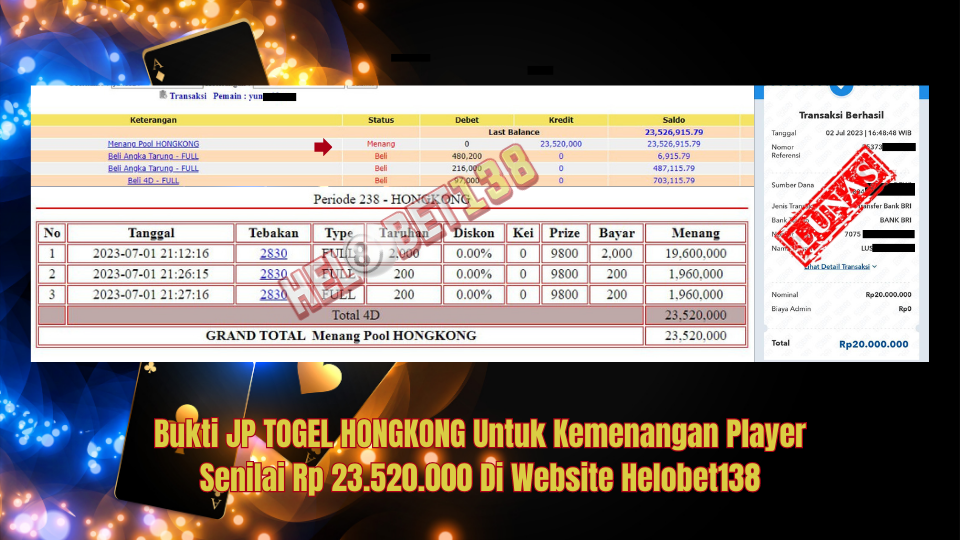 A
Transaksi Pemain : yun
Keterangan Status Debet Kredit Saldo
Last Balance 23,526,915.79
Menang Pool HONGKONG Menang 0 23,520,000 23,526,915.79
Beli Angka Tarung - FULL Beli 480,200 0 6,915.79
Beli Angka Tarung - FULL Beli 216,000 0 487,115.79
Beli 4D - FULL Beli 0 703,115.79
Periode 238 - HONGKONG
No Tanggal Tebakan Type Taruhan Diskon Kei Prize Bayar Menang
1 2023-07-01 21:12:16 2830 FULL 2,000 0.00% 0 9800 2,000 19,600,000
2 2023-07-01 21:26:15 2830 FULL 200 0.00% 0 9800 200 1,960,000
3 2023-07-01 21:27:16 2830 FULL 200 0.00% 0 9800 200 1,960,000
Total 4D 23,520,000
GRAND TOTAL Menang Pool HONGKONG 23,520,000
HELOBET138
Transaksi Berhasil
Tanggal 02 Jul 2023 | 16:48:48 WIB
Nomor
Referensi
Sumber Dana
Jenis Transfer Bank BRI
Bank BANK BRI
7075
LUS
LUNAS
Lihat Detail Transaksi
Nominal Rp20.000.000
Biaya Admin Rp0
Total Rp20.000.000
Bukti JP TOGEL HONGKONG Untuk Kemenangan Player
Senilai Rp 23.520.000 Di Website Helobet138
A